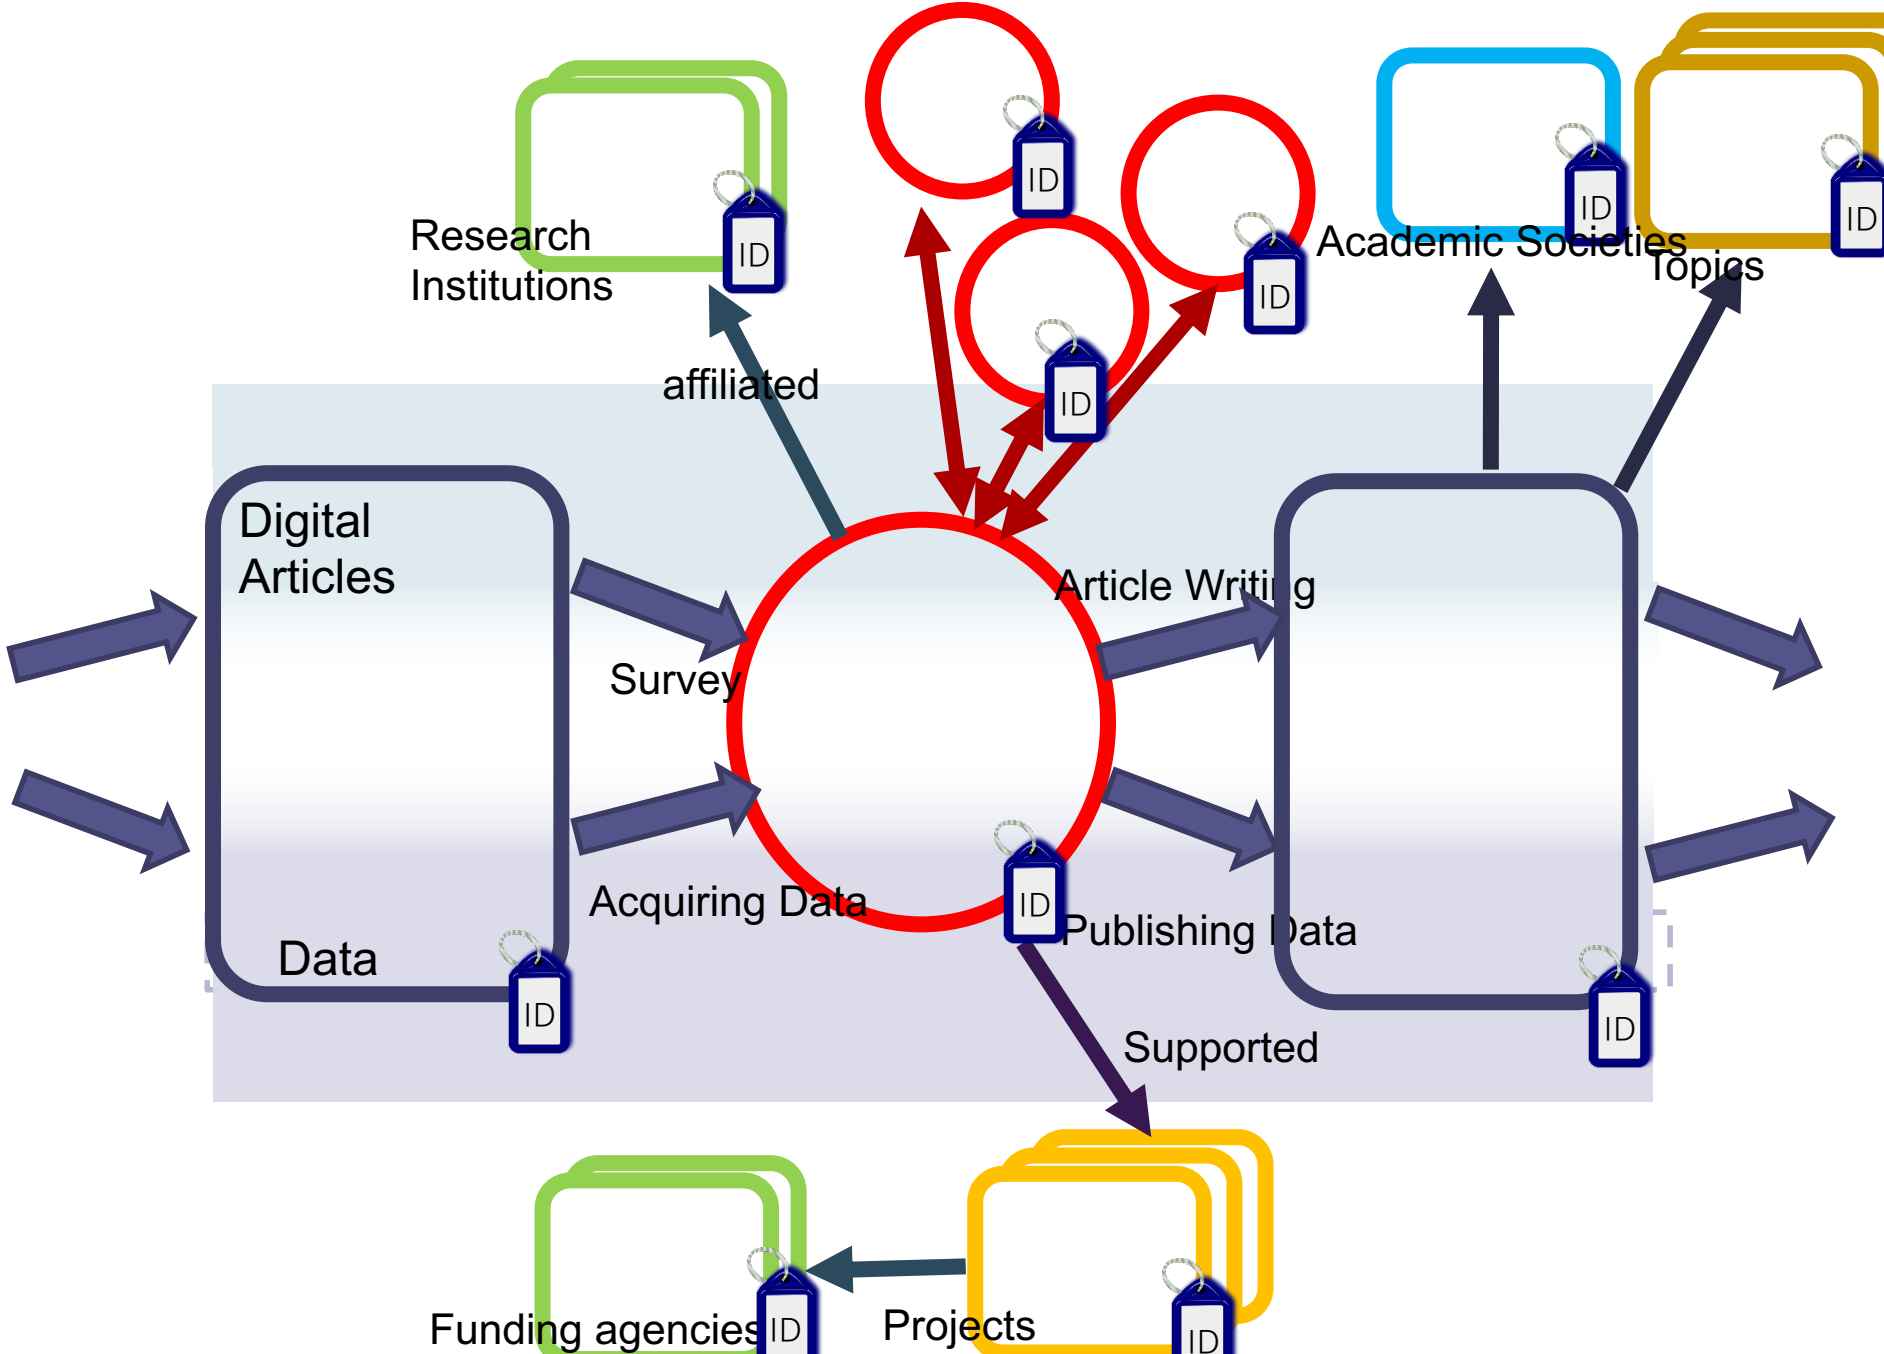 ID
ID
ID
ID
Research
Institutions
ID
ID
Academic Societies
Topics
ID
affiliated
ID
Digital
Articles
Article Writing
Survey
Acquiring Data
ID
Publishing Data
Data
ID
ID
Supported
Funding agencies
ID
Projects
ID